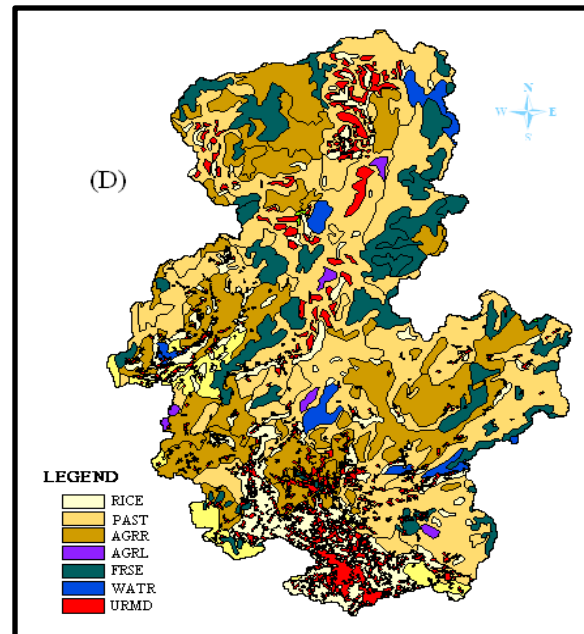 N
W E
S
(D)
LEGEND
RICE
PAST
AGRR
AGRL
FRSE
WATR
URMD